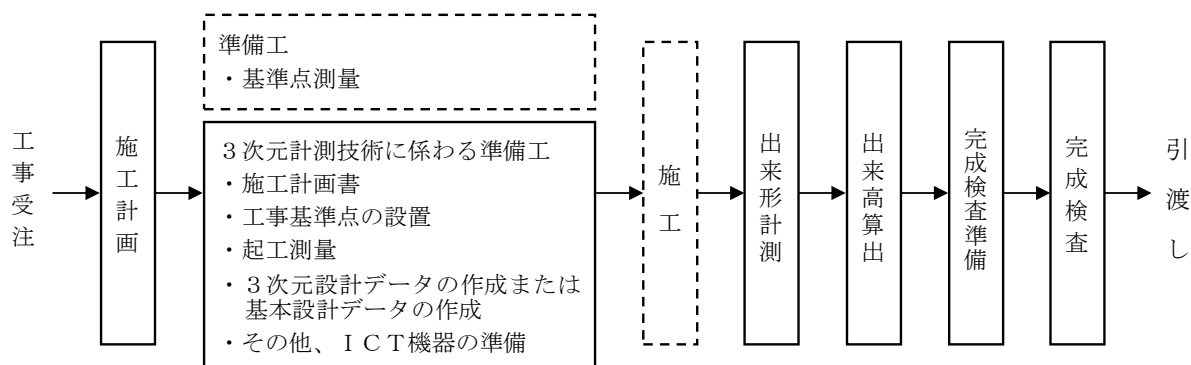 工事受注
施工計画
準備工
・基準点測量
３次元計測技術に係わる準備工
・施工計画書
・工事基準点の設置
・起工測量
・３次元設計データの作成または
基本設計データの作成
・その他、ＩＣＴ機器の準備
施工
出来形計測
出来高算出
完成検査準備
完成検査
引渡し